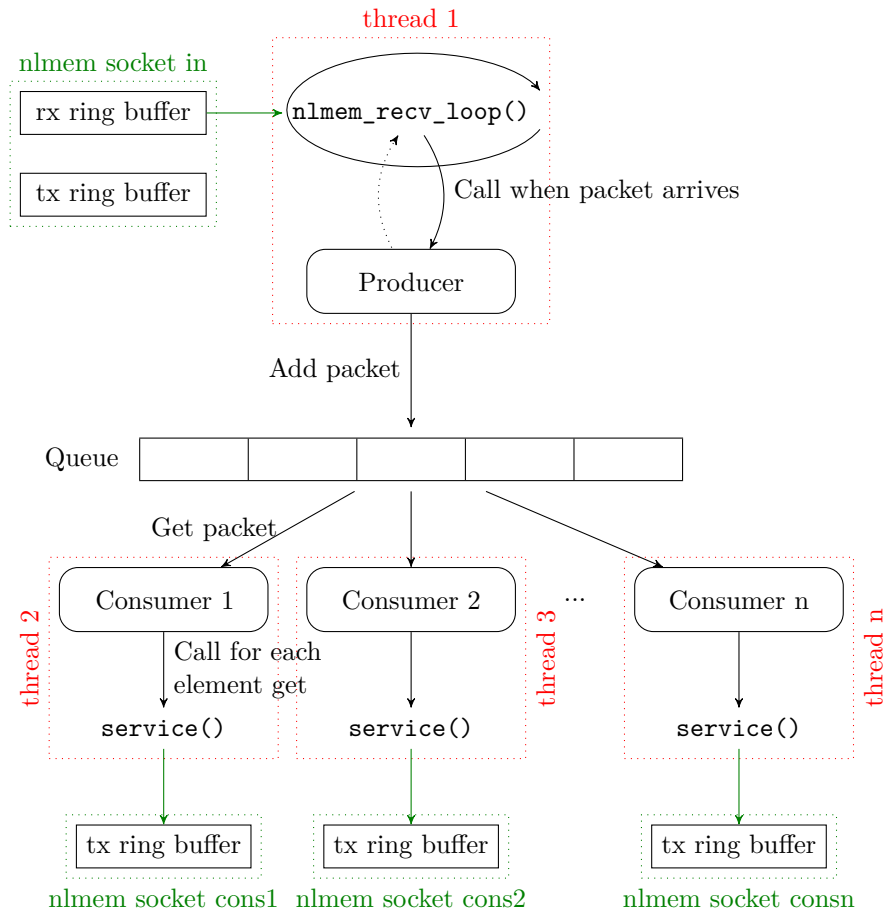 thread 1
nlmem socket in
rx ring buffer
nlmem_recv_loop()
tx ring buffer
Call when packet arrives
Producer
Add packet
Queue
Get packet
thread 2
Consumer 1
Consumer 2
thread 3
...
Consumer n
thread n
Call for each
element get
service()
service()
service()
tx ring buffer
tx ring buffer
tx ring buffer
nlmem socket cons1
nlmem socket cons2
nlmem socket consn